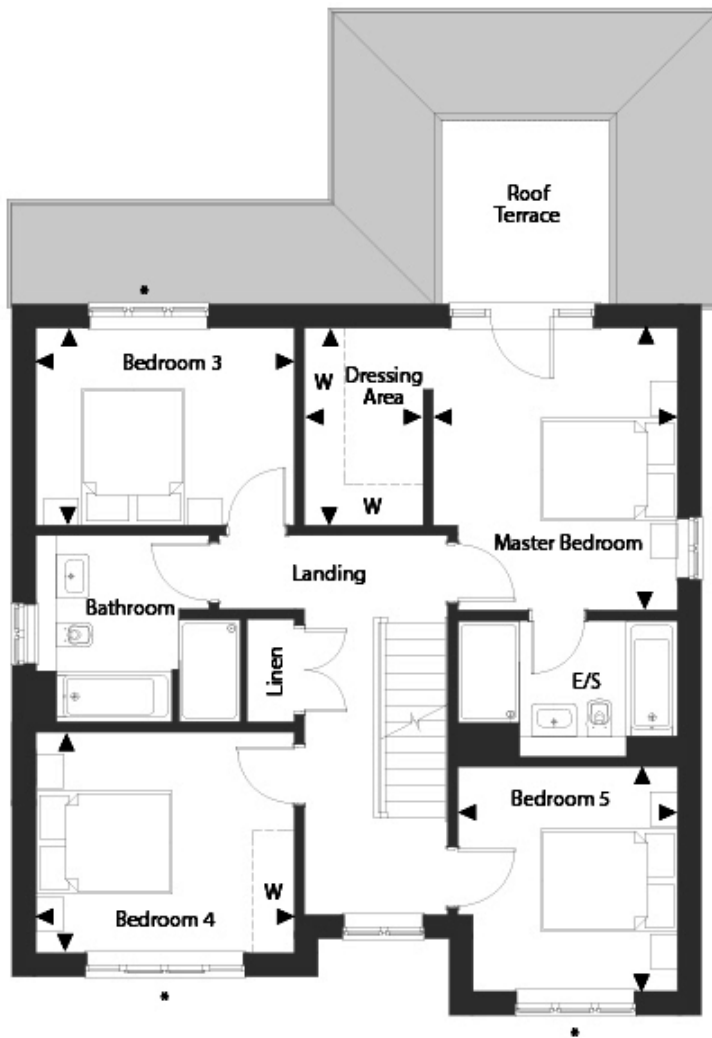 Roof
Terrace
*
Bedroom 3
W
Dressing
Area
W
Master Bedroom
Landing
Bathroom
Linen
E/S
Bedroom 5
W
Bedroom 4
*
*